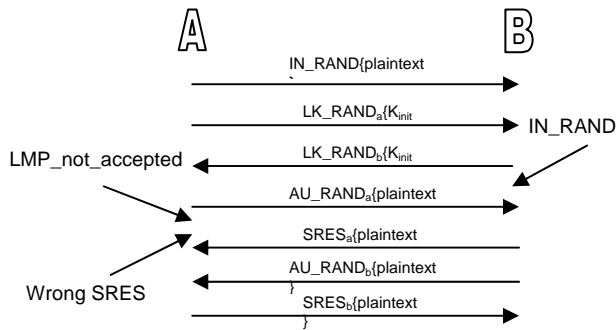 A B
IN_RAND{plaintext
`
LK_RANDa{Kinit
IN_RAND
LMP_not_accepted
LK_RANDb{Kinit
AU_RANDa{plaintext
SRESa{plaintext
AU_RANDb{plaintext
}
Wrong SRES
SRESb{plaintext
}